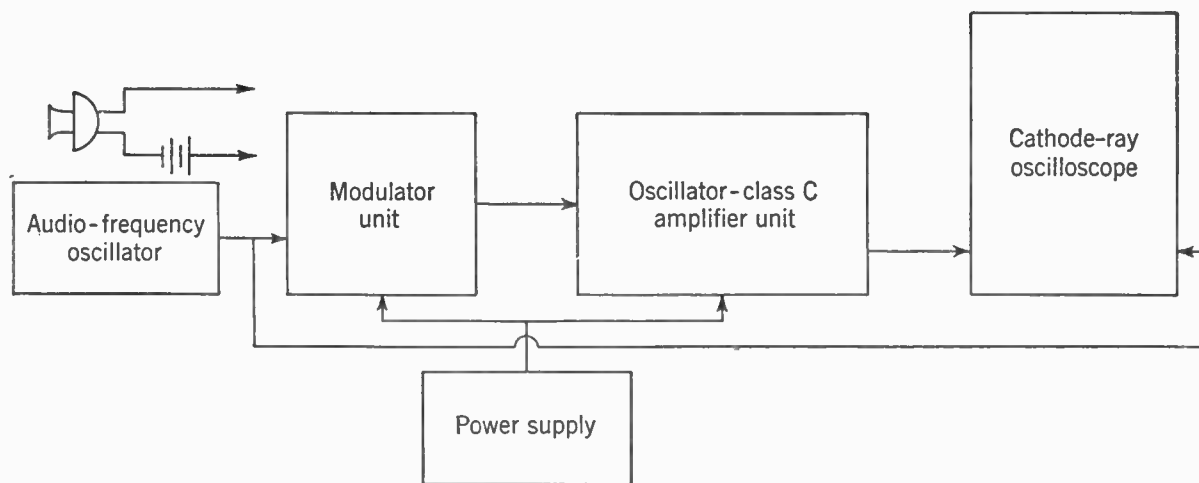 Audio-frequency
oscillator
Modulator
unit
Oscillator-class C
amplifier unit
Cathode-ray
oscilloscope
Power supply